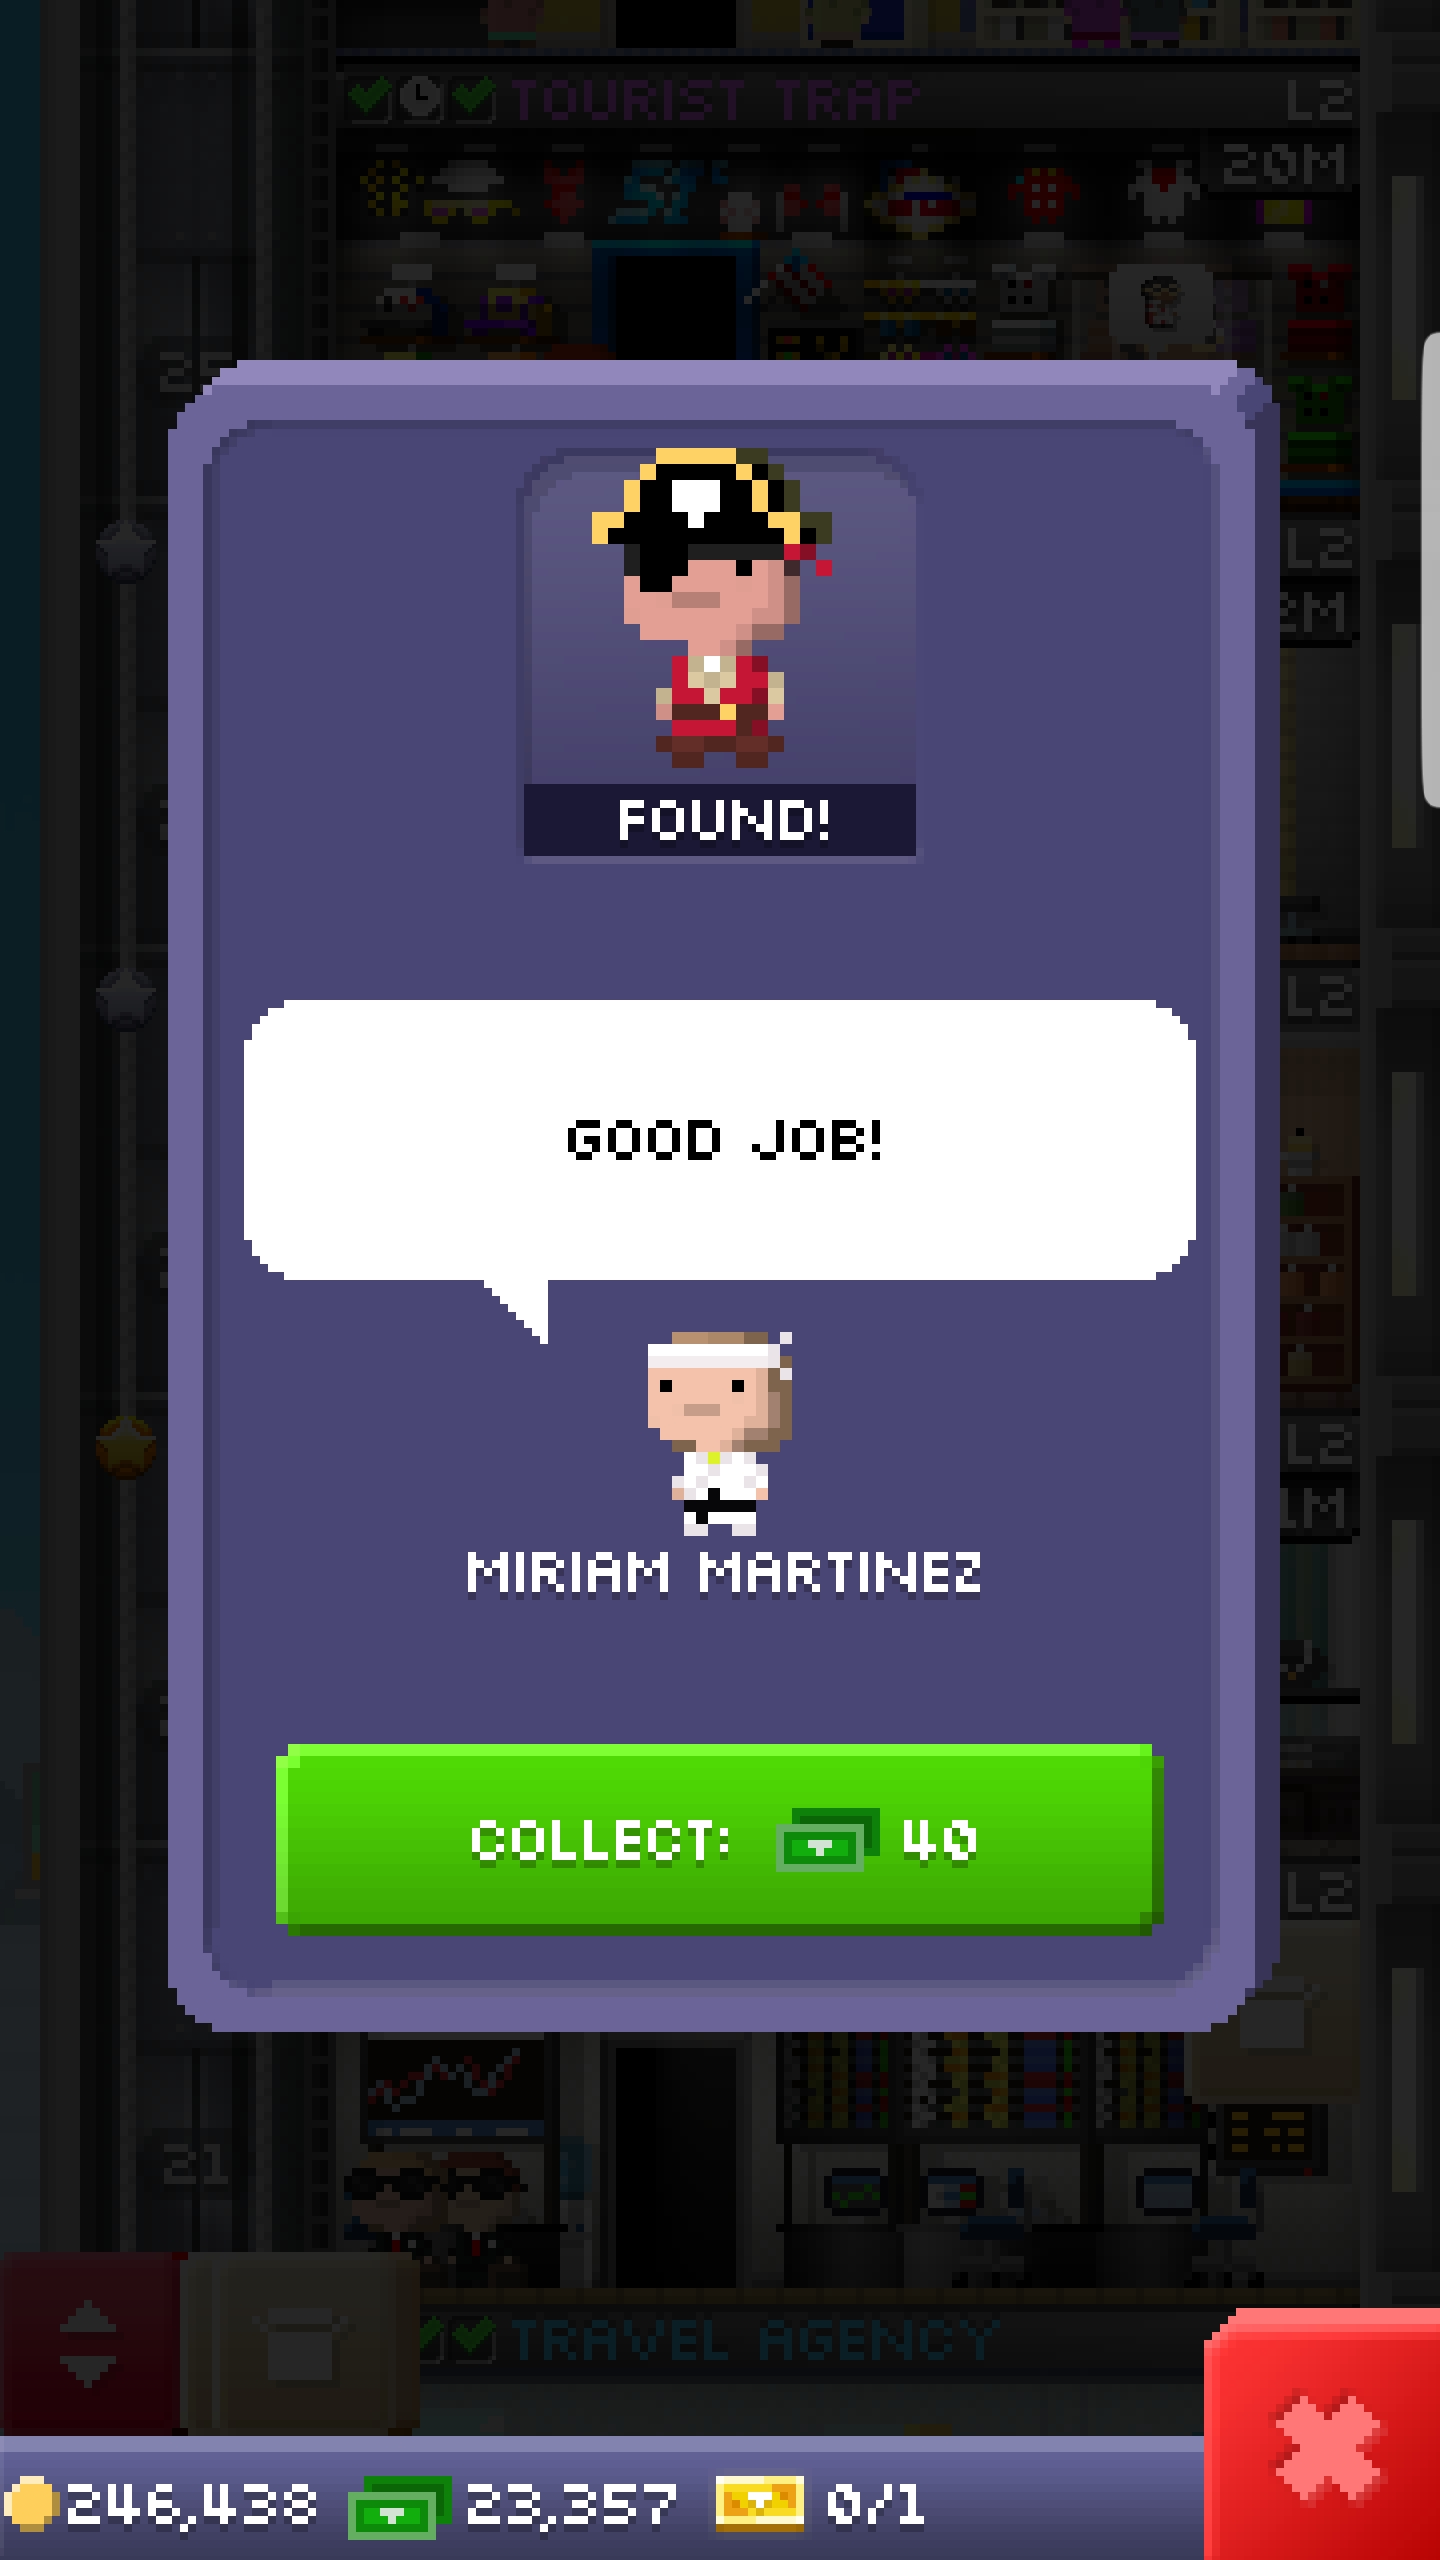 TOURIST TRAP
L2
20M
25
L2
2M
FOUND!
L2
GOOD JOB!
L2
1M
MIRIAM MARTINEZ
COLLECT: 40
L2
21
TRAVEL AGENCY
246,438 23,357 0/1